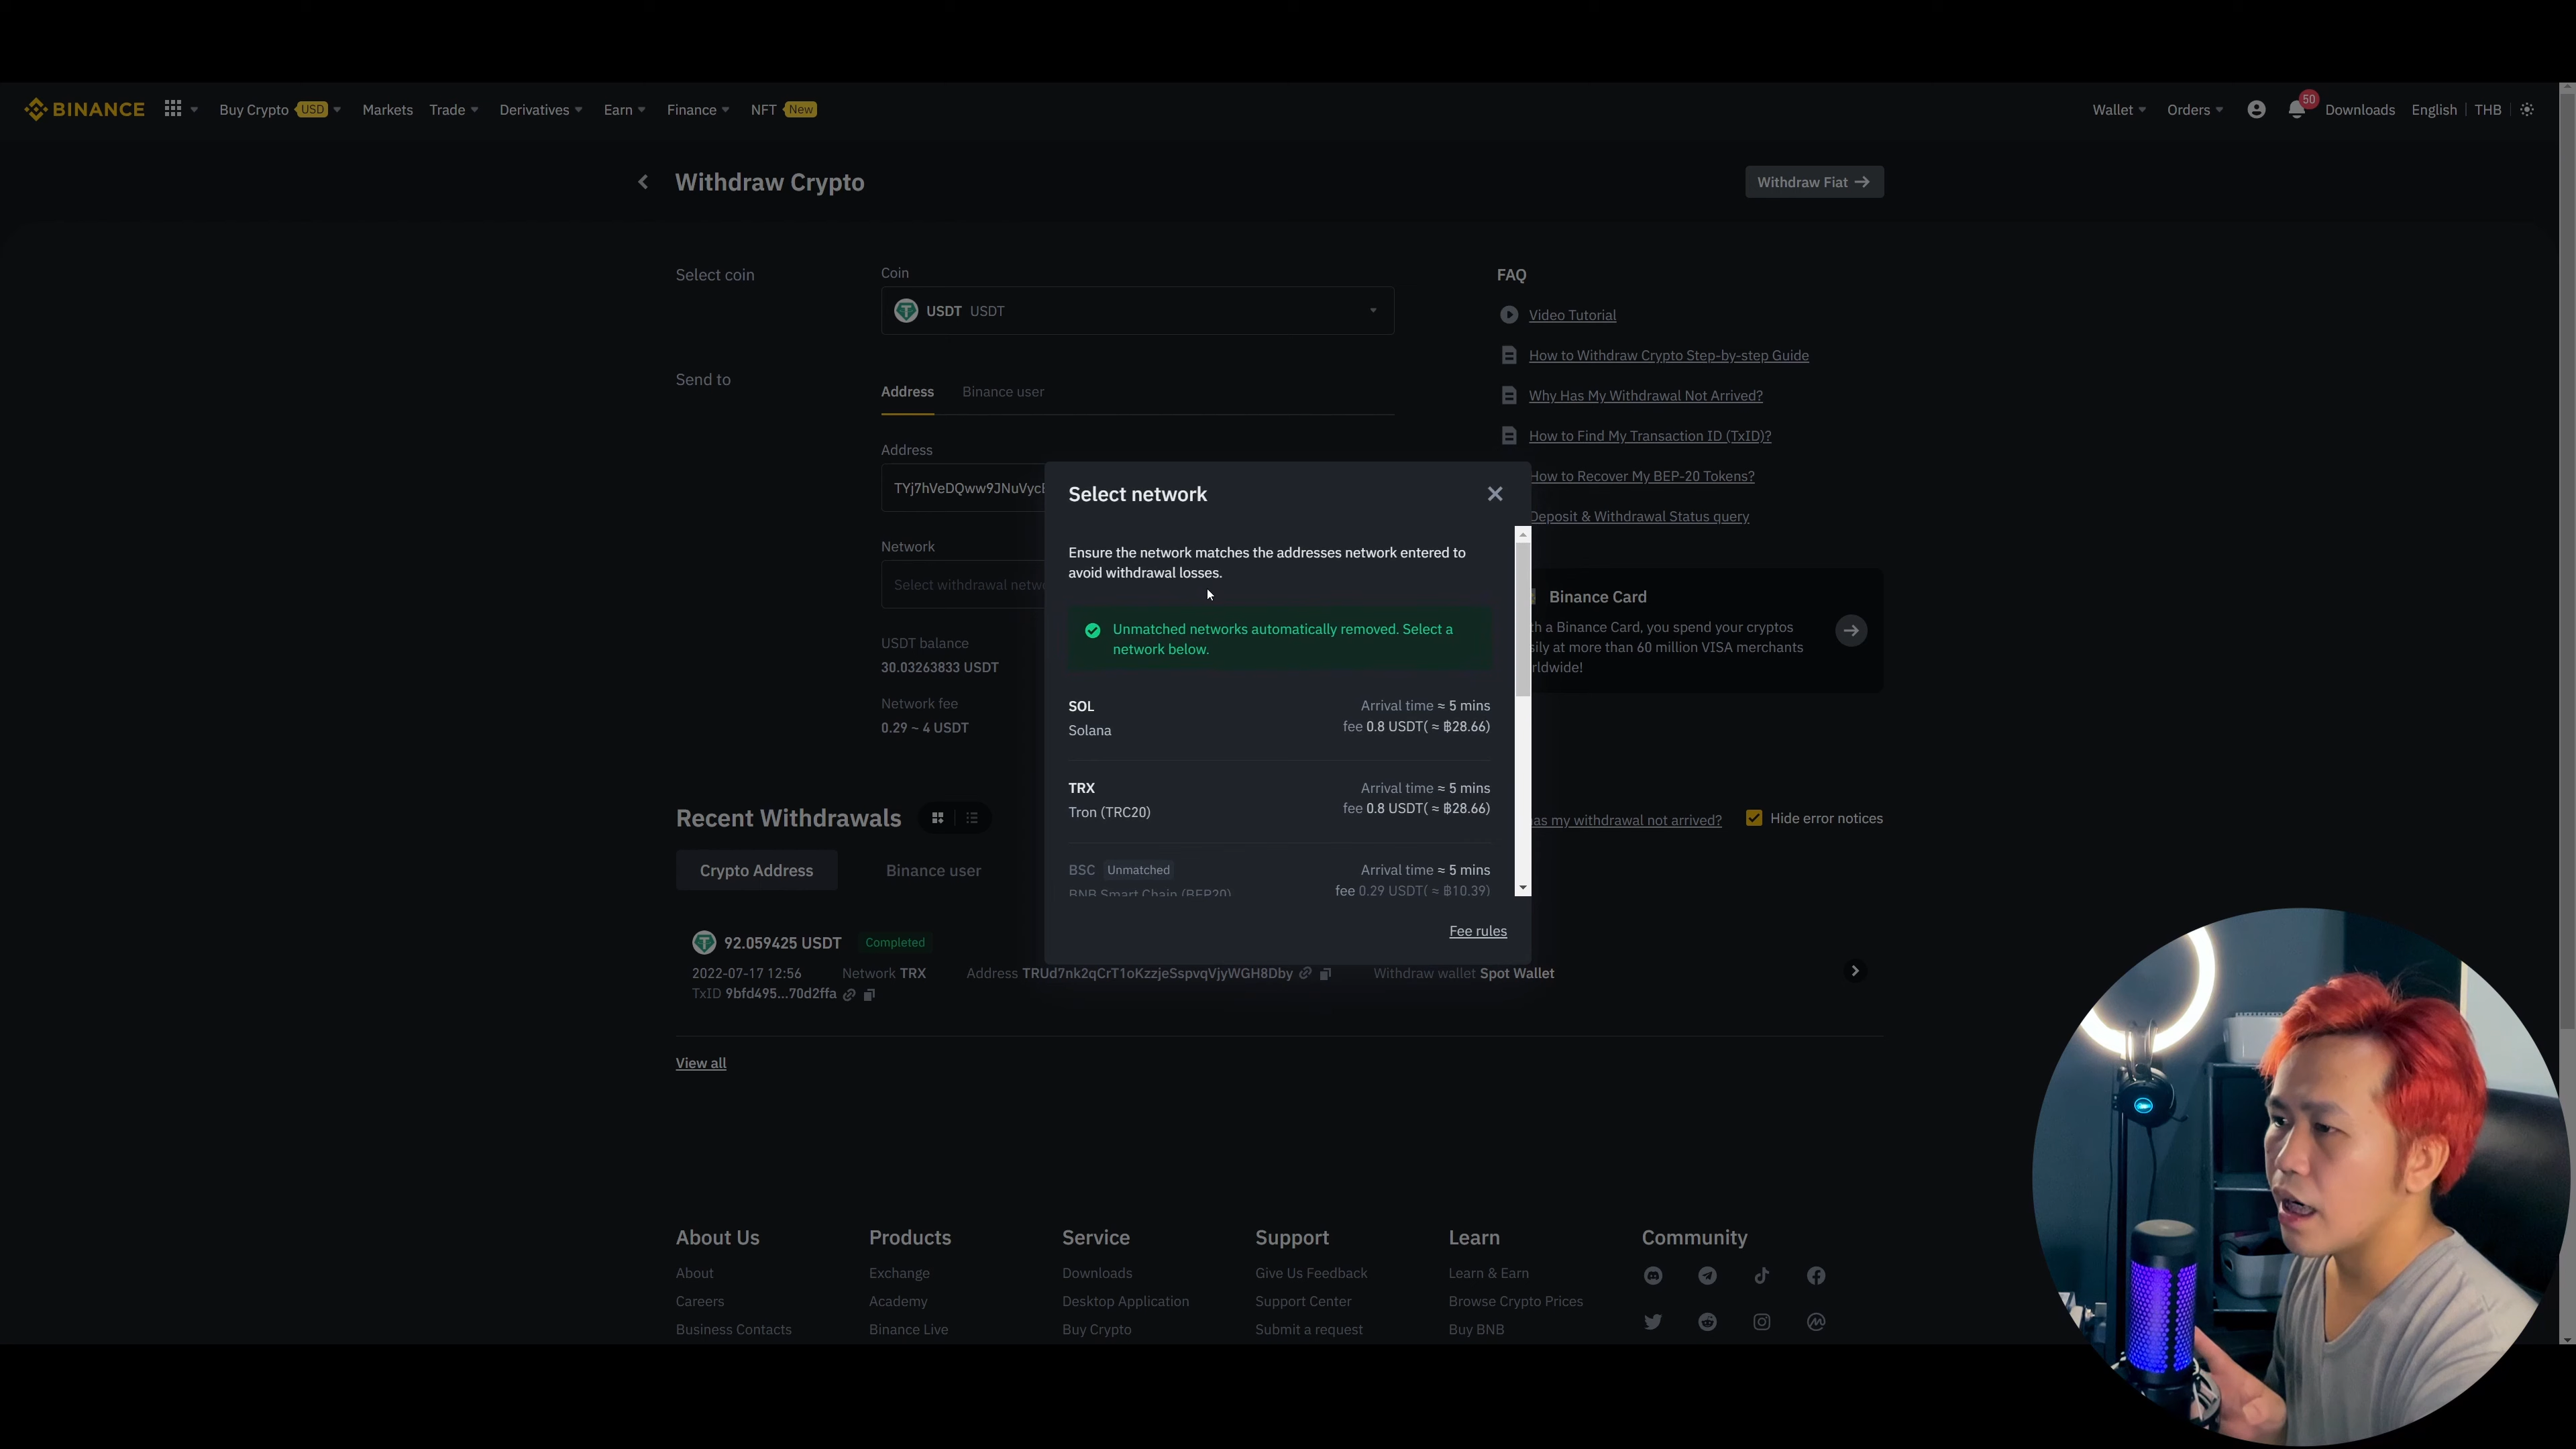 BINANCE
Buy Crypto USD
Markets
Trade
Derivatives
Earn
Finance
NFT New
Wallet
Orders
50
Downloads
English
THB
Withdraw Crypto
Withdraw Fiat
Select coin
Coin
USDT USDT
Send to
Address
Binance user
Address
TYj7hVeDQww9JNuVyc
Network
Select withdrawal netw
USDT balance
30.03263833 USDT
Network fee
0.29 ~ 4 USDT
FAQ
Video Tutorial
How to Withdraw Crypto Step-by-step Guide
Why Has My Withdrawal Not Arrived?
How to Find My Transaction ID (TxID)?
How to Recover My BEP-20 Tokens?
Deposit & Withdrawal Status query
Binance Card
th a Binance Card, you spend your cryptos
sily at more than 60 million VISA merchants
rldwide!
Select network
Ensure the network matches the addresses network entered to
avoid withdrawal losses.
Unmatched networks automatically removed. Select a
network below.
SOL
Solana
Arrival time ≈ 5 mins
fee 0.8 USDT( ≈ ฿28.66)
TRX
Tron (TRC20)
Arrival time ≈ 5 mins
fee 0.8 USDT( ≈ ฿28.66)
BSC Unmatched
BNB Smart Chain (BEP20)
Arrival time ≈ 5 mins
fee 0.29 USDT( ≈ ฿10.39)
Fee rules
Recent Withdrawals
as my withdrawal not arrived?
Hide error notices
Crypto Address
Binance user
92.059425 USDT Completed
2022-07-17 12:56 Network TRX Address TRUd7nk2qCrT1oKzzjeSspvqVjyWGH8Dby Withdraw wallet Spot Wallet
TxID 9bfd495...70d2ffa
View all
About Us
About
Careers
Business Contacts
Products
Exchange
Academy
Binance Live
Service
Downloads
Desktop Application
Buy Crypto
Support
Give Us Feedback
Support Center
Submit a request
Learn
Learn & Earn
Browse Crypto Prices
Buy BNB
Community